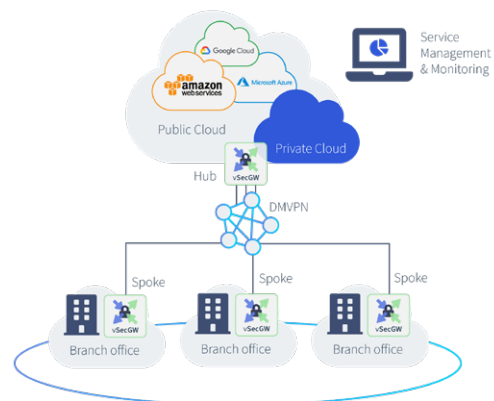 Google Cloud
Service
Management
& Monitoring
amazon
webservices
Microsoft Azure
Public Cloud
Private Cloud
Hub
vSecGW
DMVPN
Spoke
Spoke
Spoke
vSecGW
vSecGW
vSecGW
Branch office
Branch office
Branch office